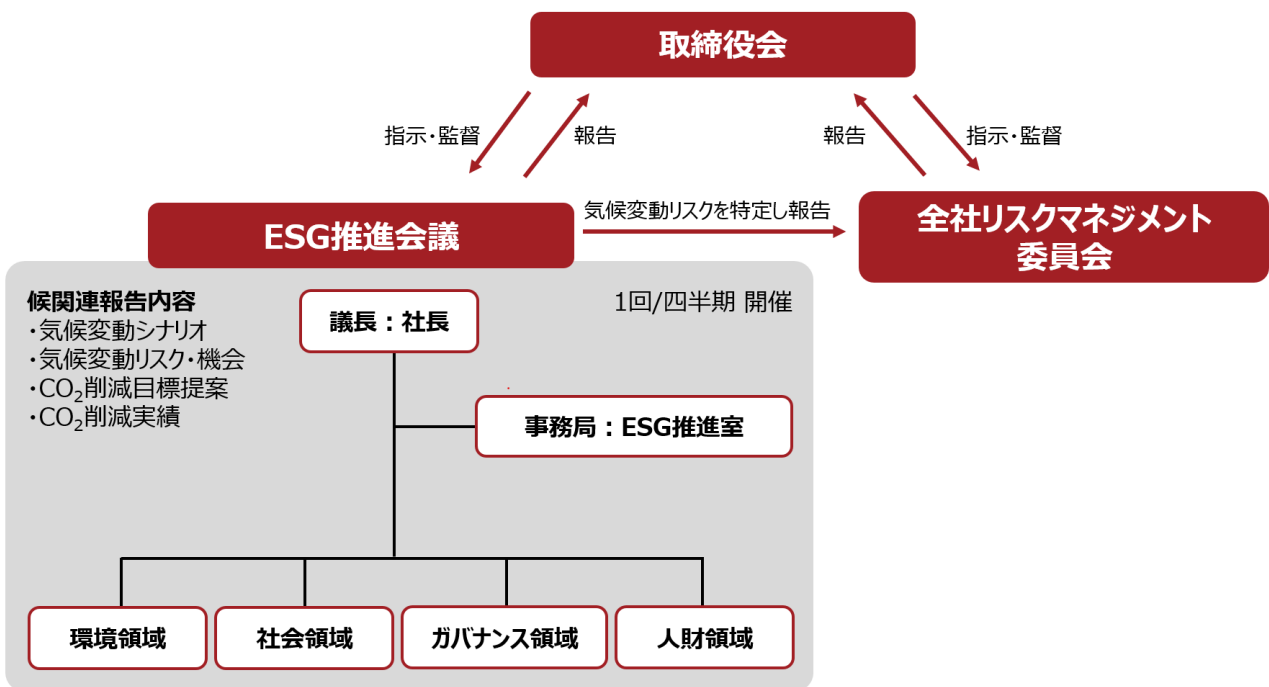 取締役会
指示・監督
報告
報告
指示・監督
ESG推進会議
気候変動リスクを特定し報告
全社リスクマネジメント
委員会
候関連報告内容
・気候変動シナリオ
・気候変動リスク・機会
・CO₂削減目標提案
・CO₂削減実績
議長：社長
1回/四半期 開催
事務局：ESG推進室
環境領域
社会領域
ガバナンス領域
人財領域